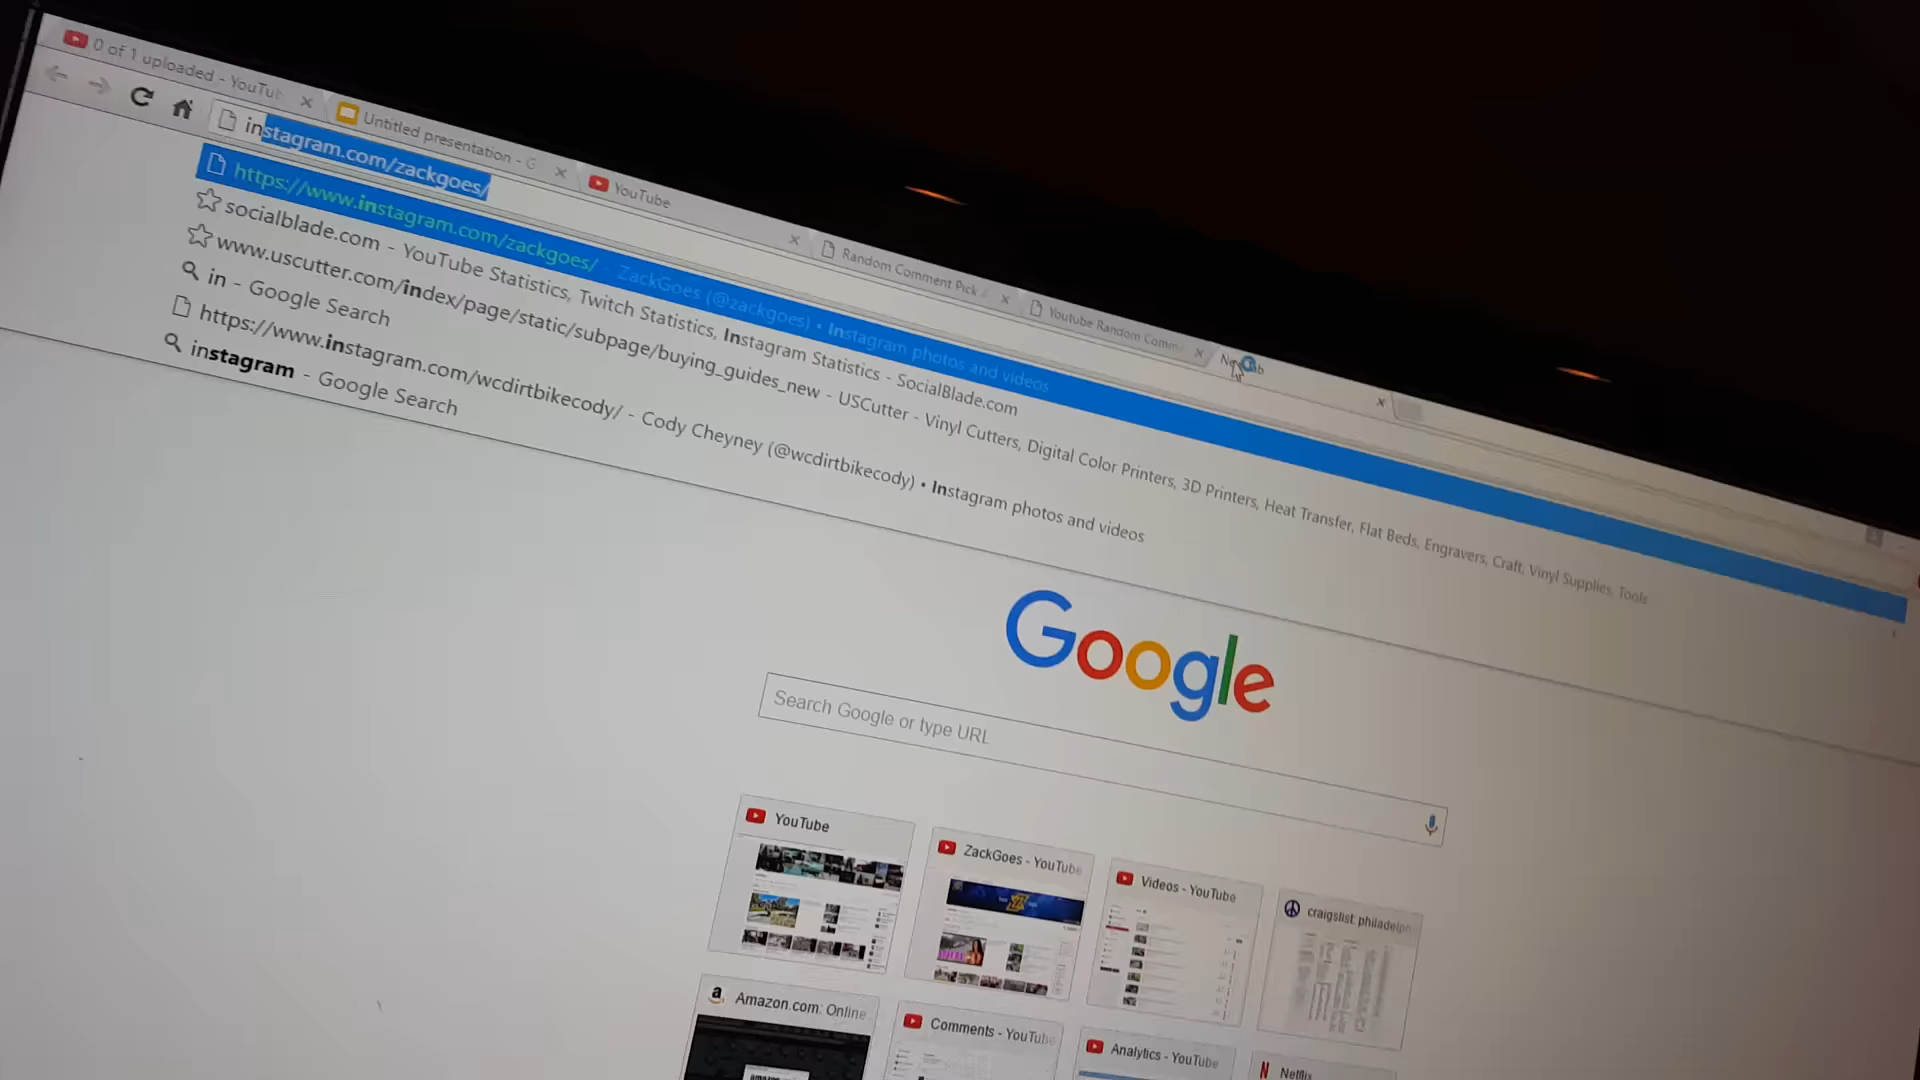 0 of 1 uploaded - YouTub
Untitled presentation - G
YouTube
Random Comment Pick
Youtube Random Comm
instagram.com/zackgoes/
https://www.instagram.com/zackgoes/ - ZackGoes (@zackgoes) • Instagram photos and videos
socialblade.com - YouTube Statistics, Twitch Statistics, Instagram Statistics - SocialBlade.com
www.uscutter.com/index/page/static/subpage/buying_guides_new - USCutter - Vinyl Cutters, Digital Color Printers, 3D Printers, Heat Transfer, Flat Beds, Engravers, Craft, Vinyl Supplies, Tools
in - Google Search
https://www.instagram.com/wcdirtbikecody/ - Cody Cheyney (@wcdirtbikecody) • Instagram photos and videos
instagram - Google Search
Google
Search Google or type URL
YouTube
ZackGoes - YouTube
Videos - YouTube
craigslist: philadelph
Amazon.com: Online
Comments - YouTube
Analytics - YouTube
Netflix